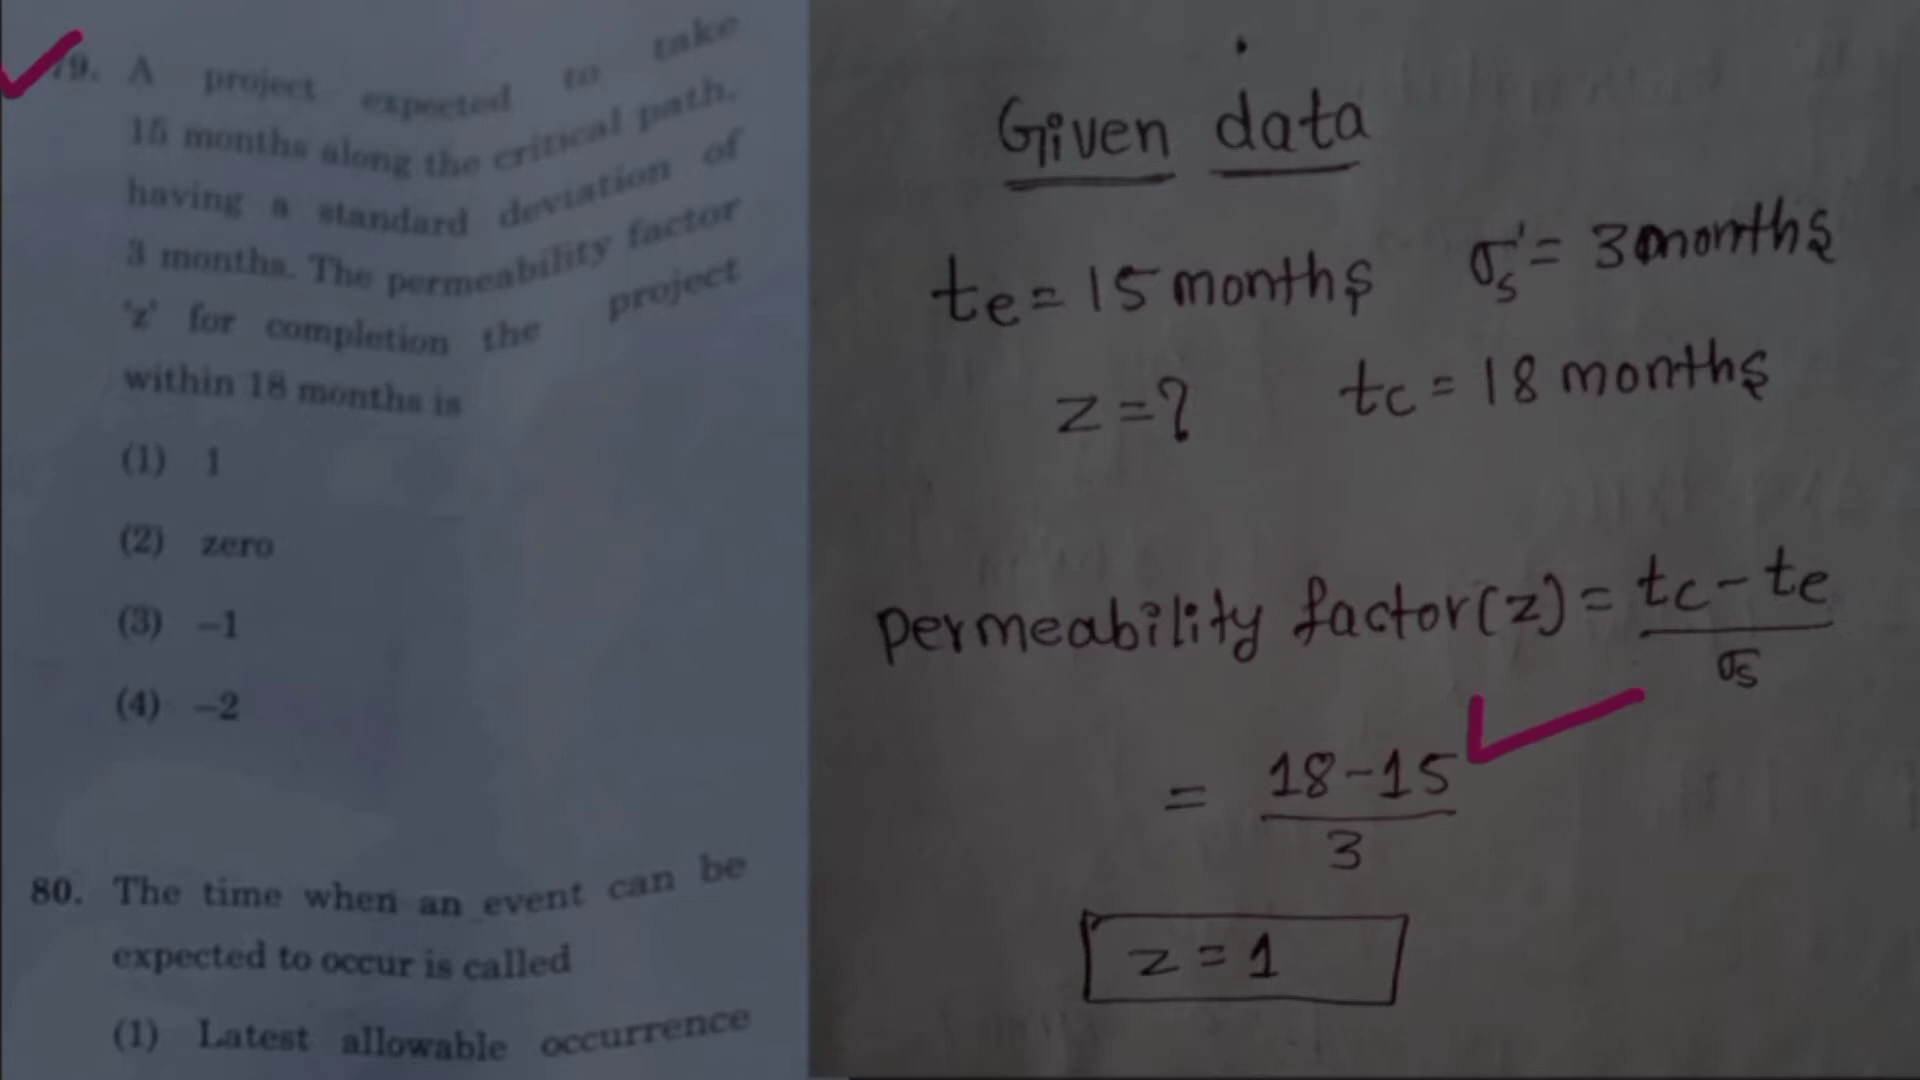 79. A project expected to take
15 months along the critical path,
having a standard deviation of
3 months. The permeability factor
'z' for completion the project
within 18 months is
(1) 1
(2) zero
(3) –1
(4) –2
80. The time when an event can be
expected to occur is called
(1) Latest allowable occurrence
Given data
te = 15 months σs' = 3 months
z = ? tc = 18 months
permeability factor (z) = tc - te
σs
= 18 - 15
3
z = 1